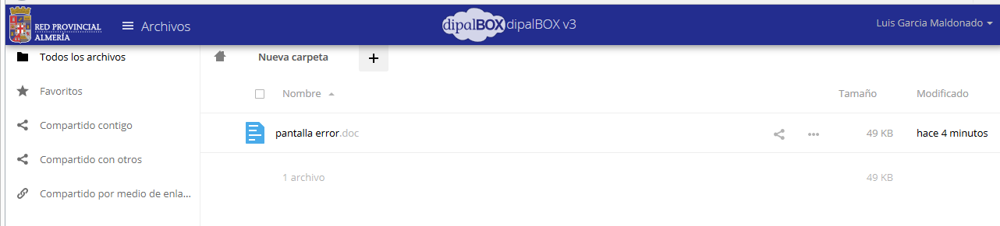 RED PROVINCIAL
ALMERÍA
Archivos
dipalBOX dipalBOX v3
Luis Garcia Maldonado
Todos los archivos
Nueva carpeta
+
Favoritos
Nombre
Tamaño
Modificado
Compartido contigo
pantalla error.doc
49 KB
hace 4 minutos
Compartido con otros
1 archivo
49 KB
Compartido por medio de enla...